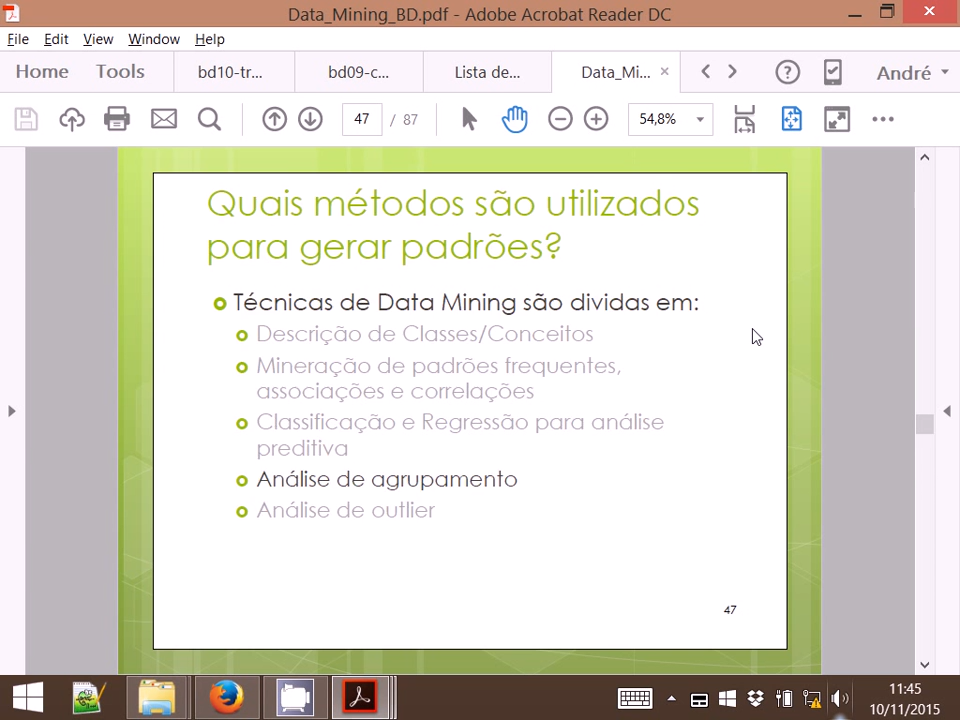 Data_Mining_BD.pdf - Adobe Acrobat Reader DC
File Edit View Window Help
Home Tools bd10-tr... bd09-c... Lista de... Data_Mi... × André
47 / 87 54,8%
Quais métodos são utilizados
para gerar padrões?
Técnicas de Data Mining são dividas em:
Descrição de Classes/Conceitos
Mineração de padrões frequentes,
associações e correlações
Classificação e Regressão para análise
preditiva
Análise de agrupamento
Análise de outlier
47
11:45
10/11/2015